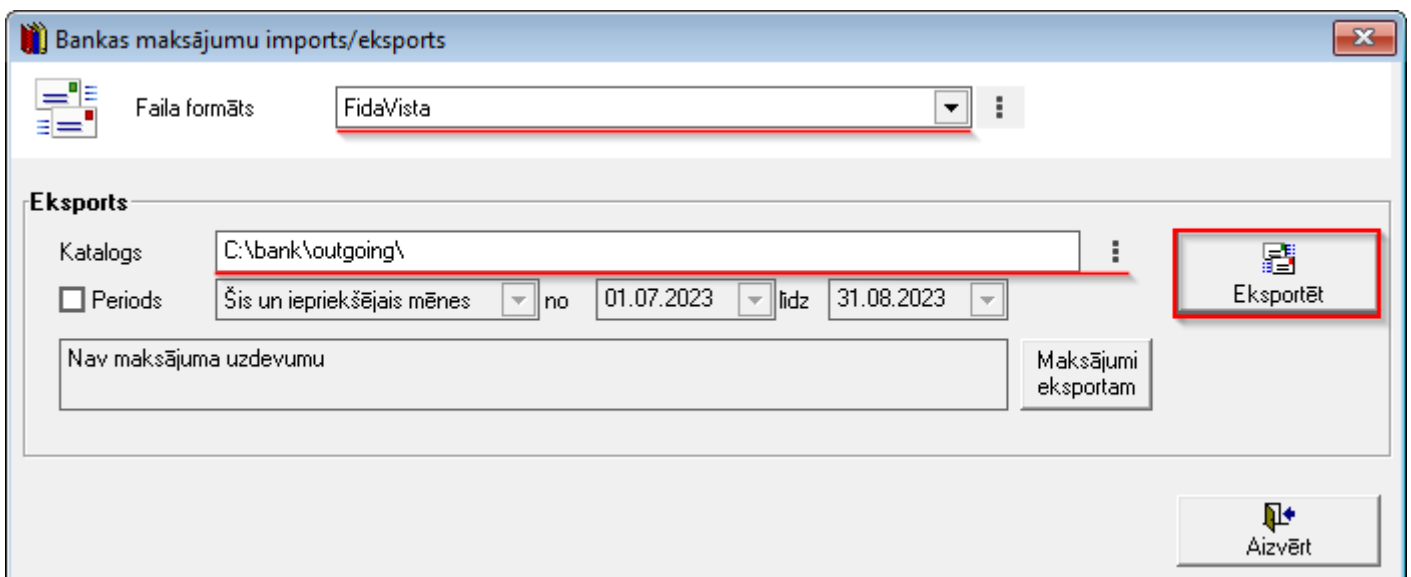 Bankas maksājumu imports/eksports
Faila formāts FidaVista
Eksports
Katalogs C:\bank\outgoing\
Periods Šis un iepriekšējais mēnes no 01.07.2023 līdz 31.08.2023
Eksportēt
Nav maksājuma uzdevumu
Maksājumi
eksportam
Aizvērt